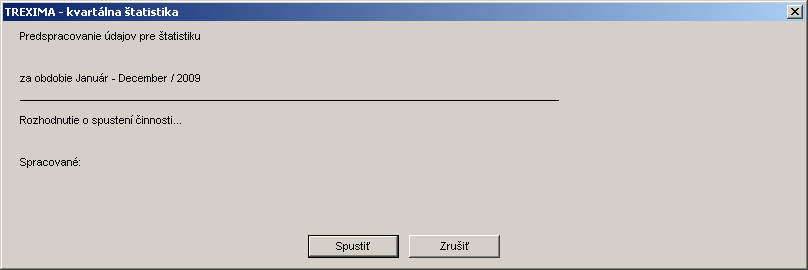 TREXIMA - kvartálna štatistika
Predspracovanie údajov pre štatistiku
za obdobie Január - December / 2009
Rozhodnutie o spustení činnosti...
Spracované:
Spustiť Zrušiť